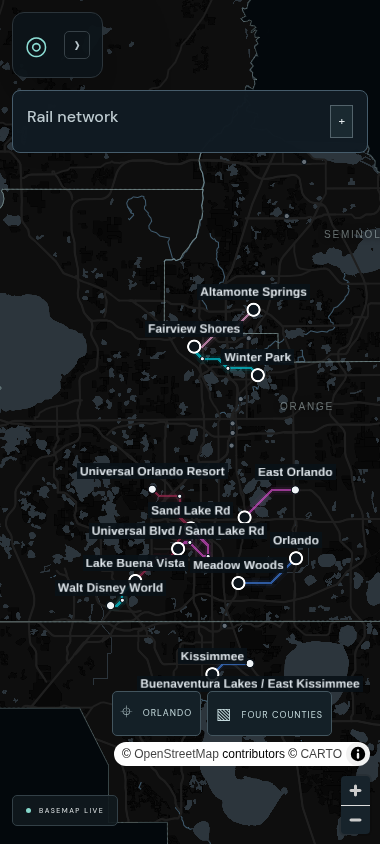 ›
Rail network
+
SEMINOL
Altamonte Springs
Fairview Shores
Winter Park
ORANGE
Universal Orlando Resort
East Orlando
Sand Lake Rd
Universal Blvd / Sand Lake Rd
Orlando
Lake Buena Vista
Meadow Woods
Walt Disney World
Kissimmee
Buenaventura Lakes / East Kissimmee
ORLANDO
FOUR COUNTIES
© OpenStreetMap contributors © CARTO
+
BASEMAP LIVE
−